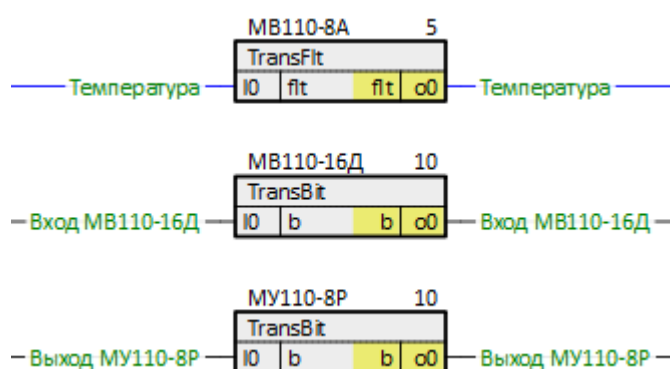 МВ110-8А 5
TransFlt
Температура I0 flt flt o0 Температура
МВ110-16Д 10
TransBit
Вход МВ110-16Д I0 b b o0 Вход МВ110-16Д
МУ110-8Р 10
TransBit
Выход МУ110-8Р I0 b b o0 Выход МУ110-8Р